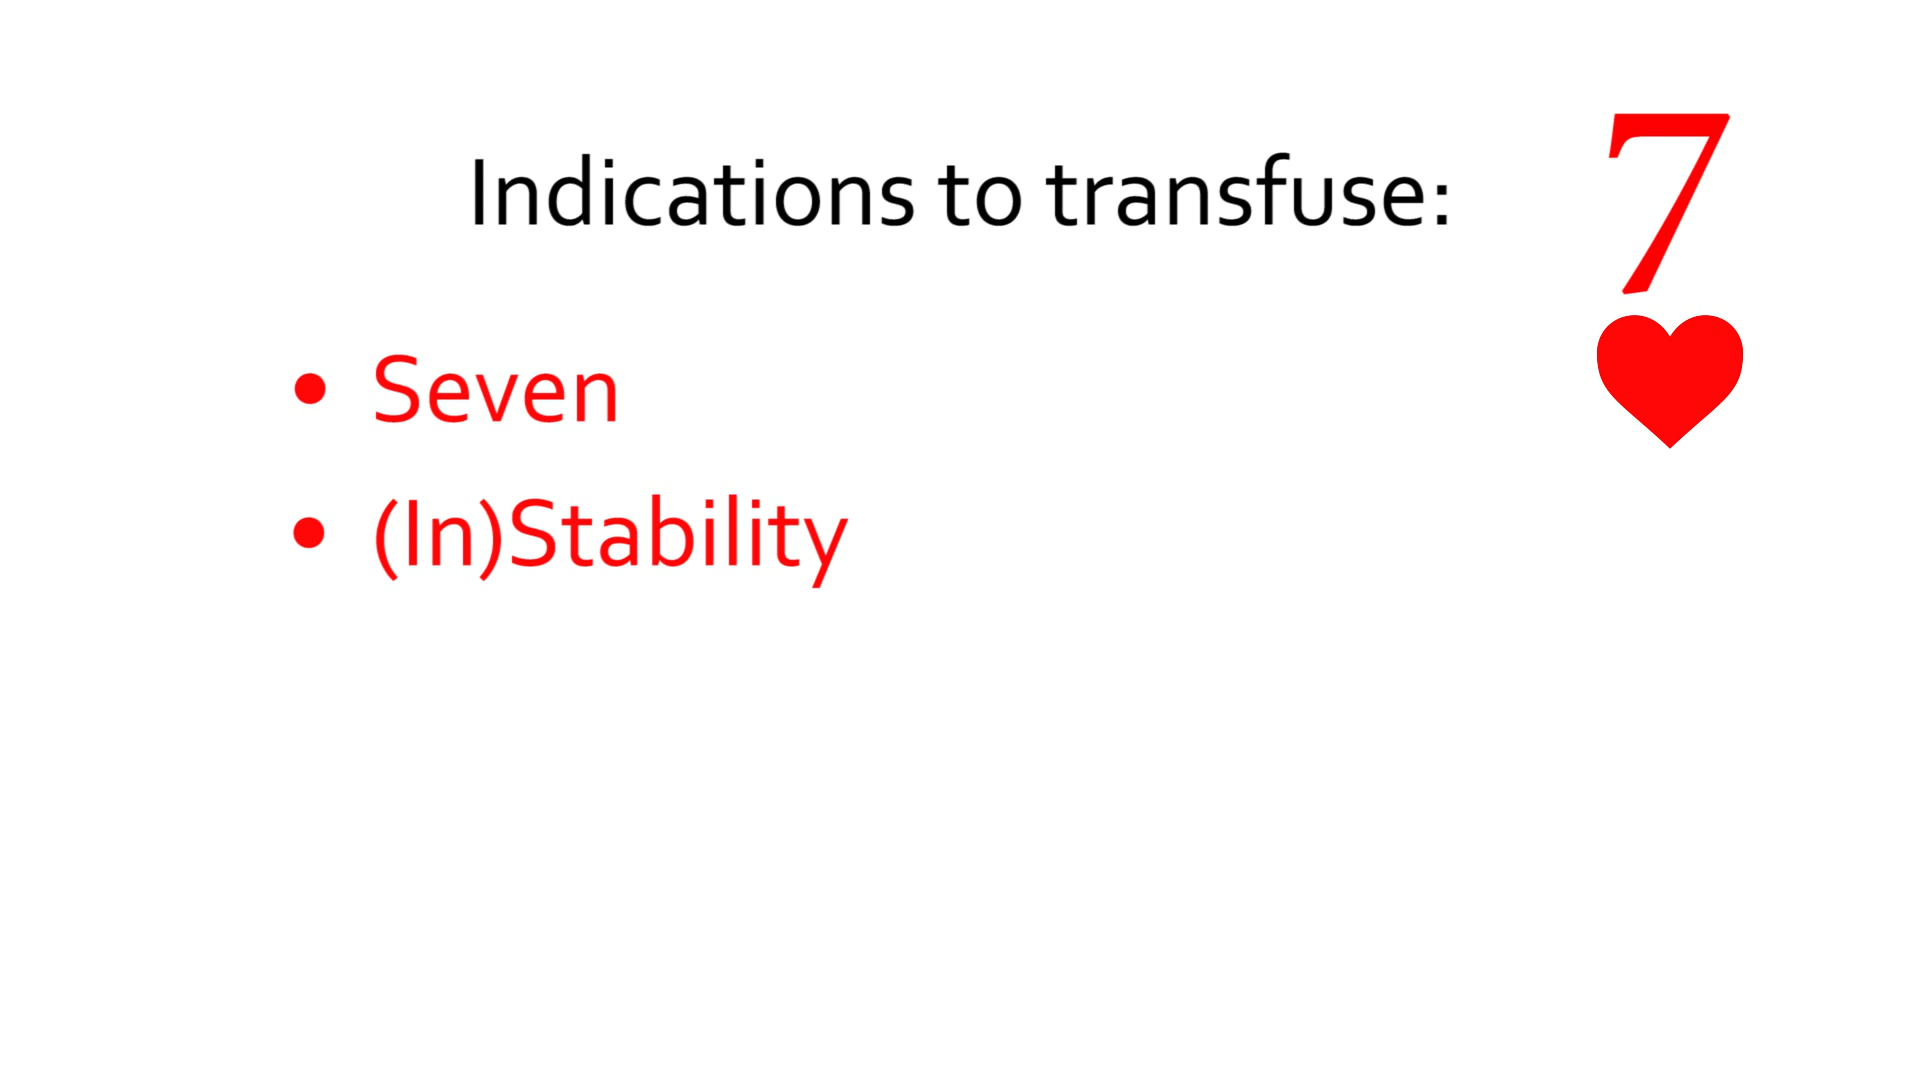 Indications to transfuse:
7
• Seven
• (In)Stability